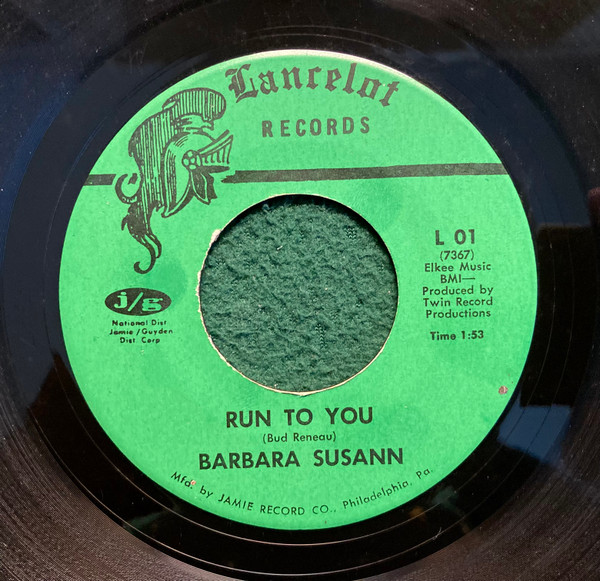 Lancelot
RECORDS
L 01
(7367)
Elkee Music
BMI—
Produced by
Twin Record
Productions
Time 1:53
j/g
National Dist.
Jamie/Guyden
Dist. Corp
RUN TO YOU
(Bud Reneau)
BARBARA SUSANN
Mfd. by JAMIE RECORD CO., Philadelphia, Pa.